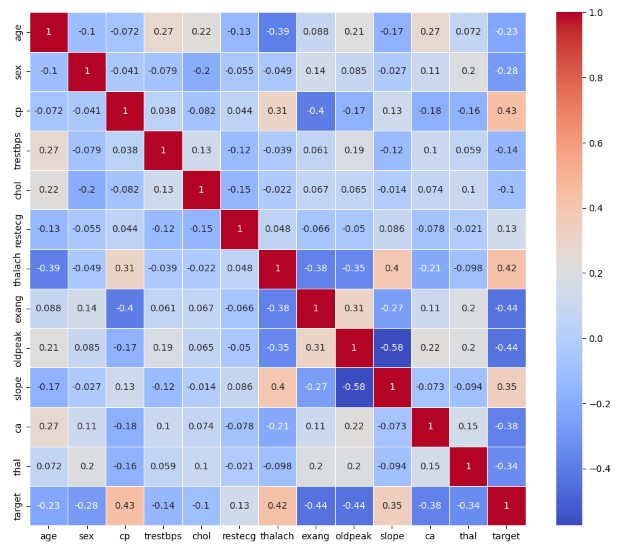 age 1 -0.1 -0.072 0.27 0.22 -0.13 -0.39 0.088 0.21 -0.17 0.27 0.072 -0.23
sex -0.1 1 -0.041 -0.079 -0.2 -0.055 -0.049 0.14 0.085 -0.027 0.11 0.2 -0.28
cp -0.072 -0.041 1 0.038 -0.082 0.044 0.31 -0.4 -0.17 0.13 -0.18 -0.16 0.43
trestbps 0.27 -0.079 0.038 1 0.13 -0.12 -0.039 0.061 0.19 -0.12 0.1 0.059 -0.14
chol 0.22 -0.2 -0.082 0.13 1 -0.15 -0.022 0.067 0.065 -0.014 0.074 0.1 -0.1
restecg -0.13 -0.055 0.044 -0.12 -0.15 1 0.048 -0.066 -0.05 0.086 -0.078 -0.021 0.13
thalach -0.39 -0.049 0.31 -0.039 -0.022 0.048 1 -0.38 -0.35 0.4 -0.21 -0.098 0.42
exang 0.088 0.14 -0.4 0.061 0.067 -0.066 -0.38 1 0.31 -0.27 0.11 0.2 -0.44
oldpeak 0.21 0.085 -0.17 0.19 0.065 -0.05 -0.35 0.31 1 -0.58 0.22 0.2 -0.44
slope -0.17 -0.027 0.13 -0.12 -0.014 0.086 0.4 -0.27 -0.58 1 -0.073 -0.094 0.35
ca 0.27 0.11 -0.18 0.1 0.074 -0.078 -0.21 0.11 0.22 -0.073 1 0.15 -0.38
thal 0.072 0.2 -0.16 0.059 0.1 -0.021 -0.098 0.2 0.2 -0.094 0.15 1 -0.34
target -0.23 -0.28 0.43 -0.14 -0.1 0.13 0.42 -0.44 -0.44 0.35 -0.38 -0.34 1
age sex cp trestbps chol restecg thalach exang oldpeak slope ca thal target
1.0
0.8
0.6
0.4
0.2
0.0
−0.2
−0.4